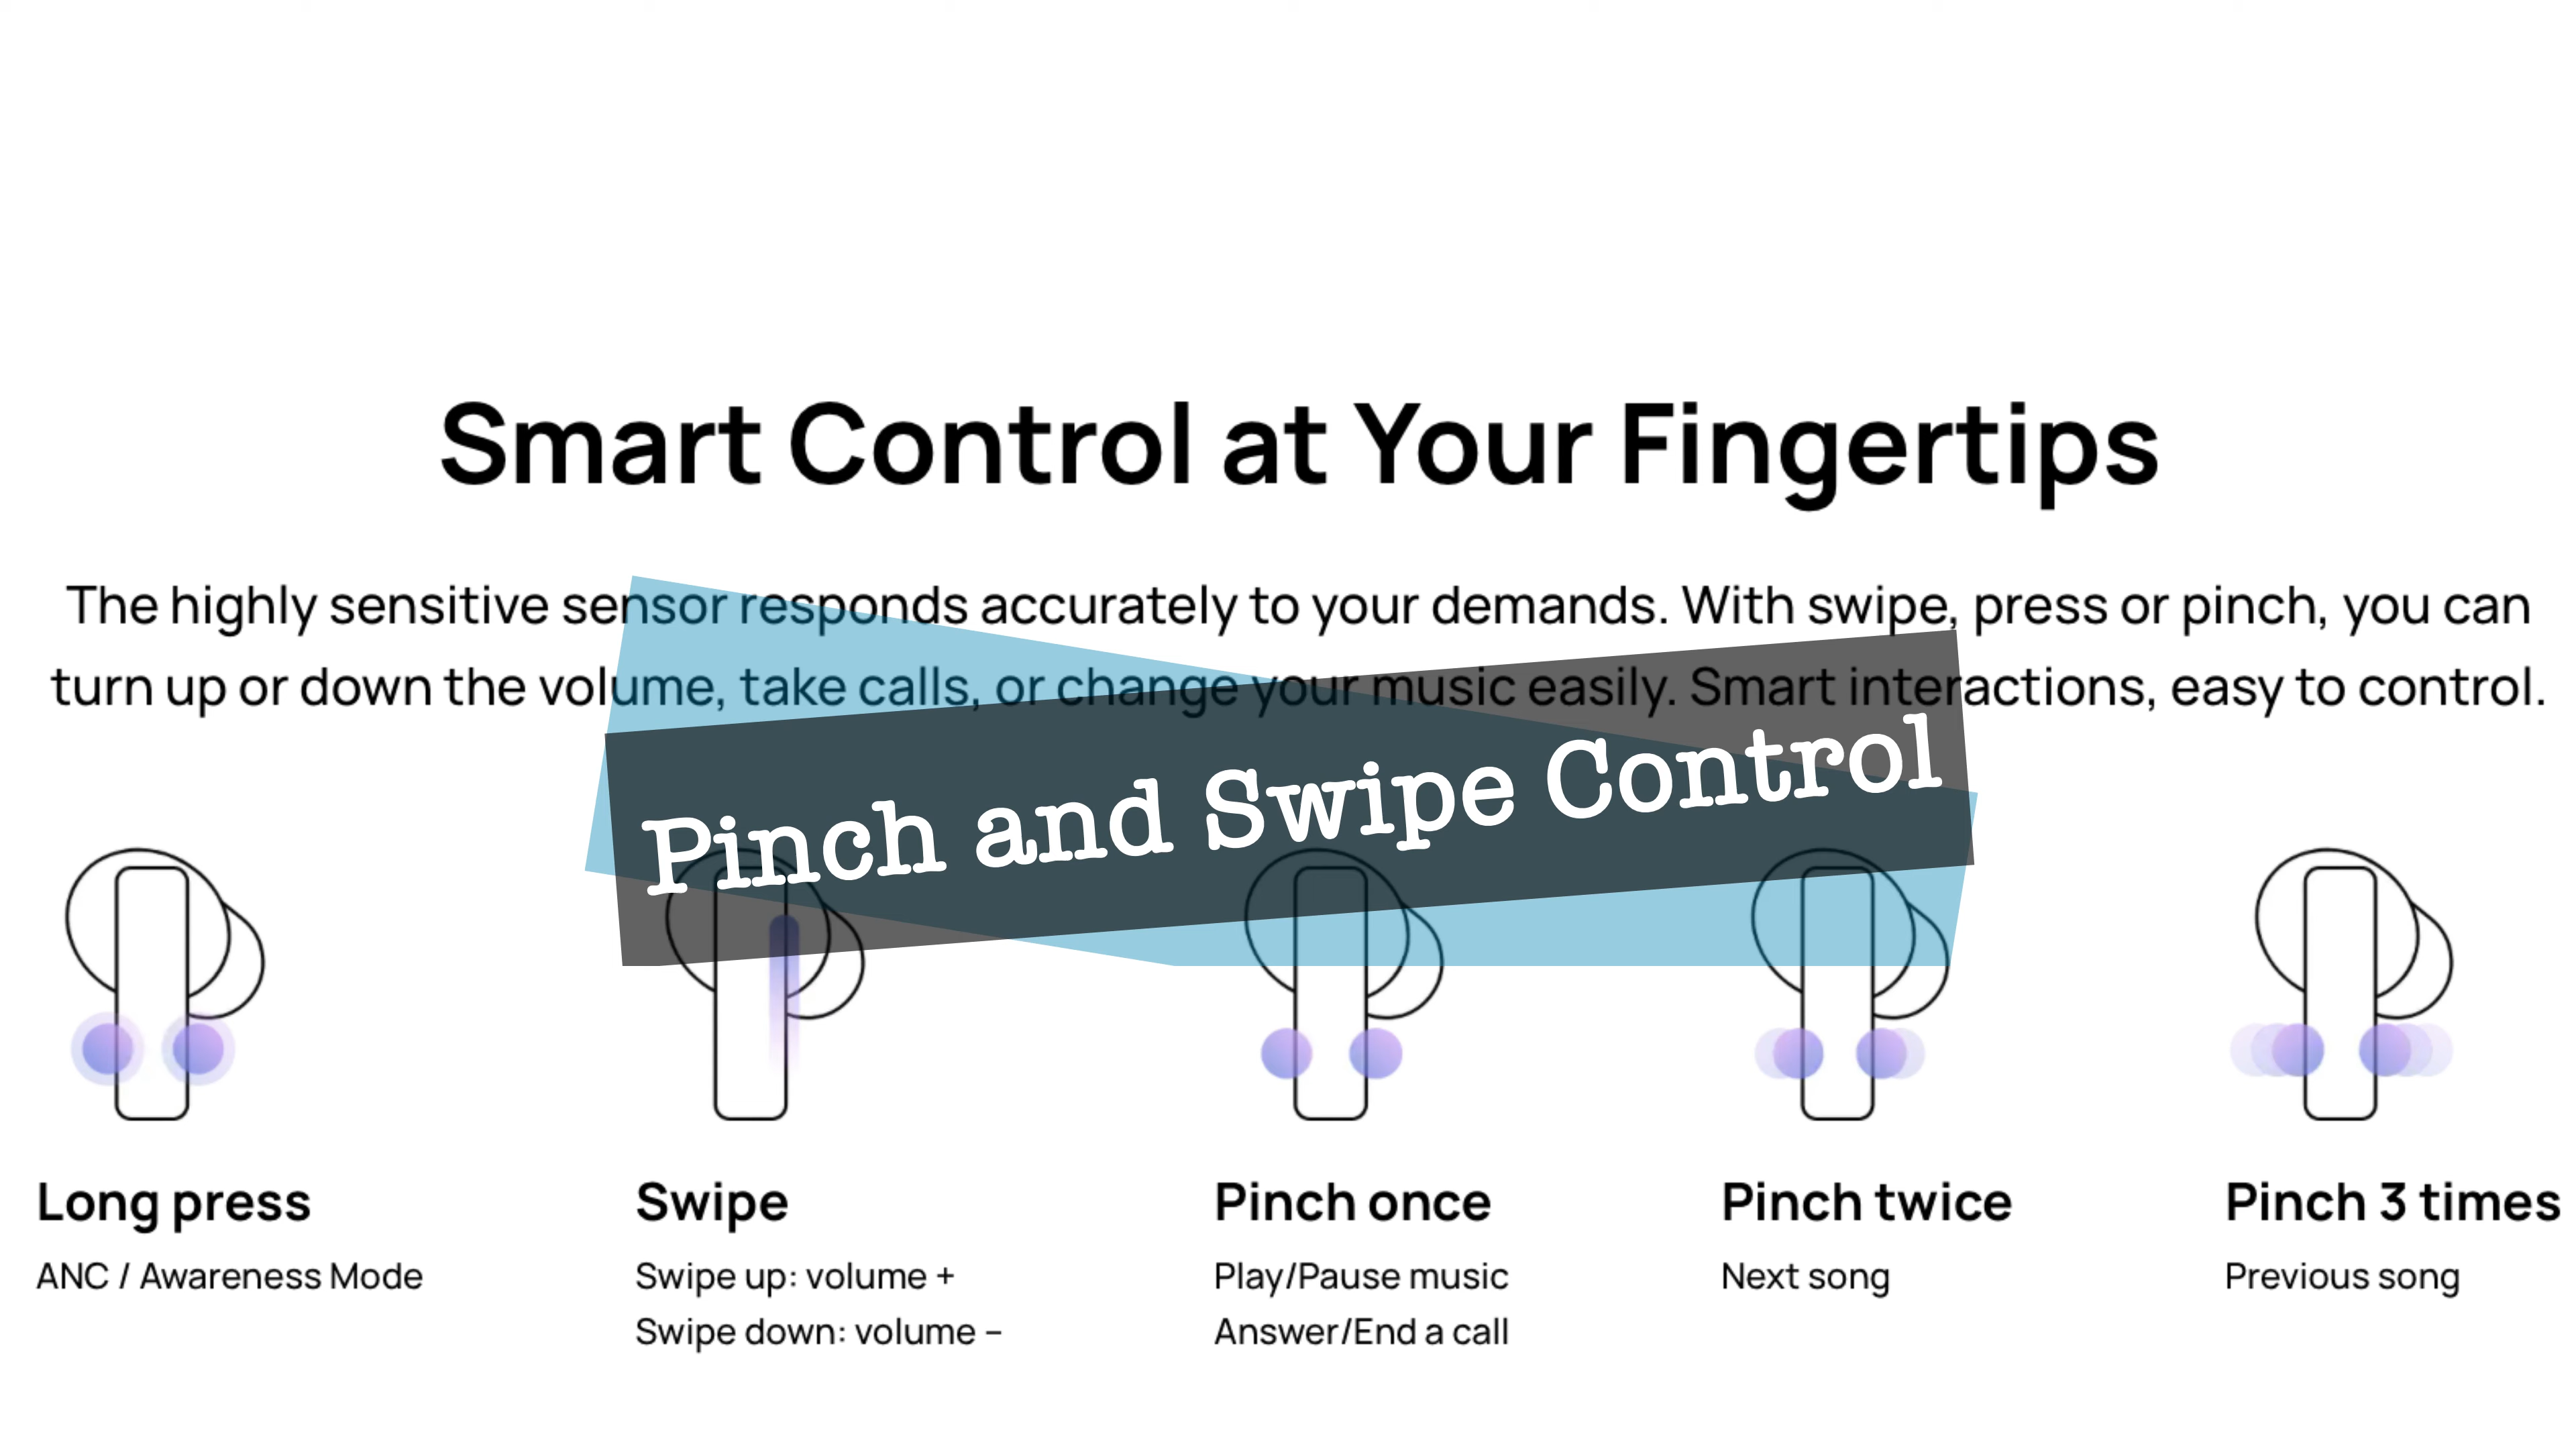 Smart Control at Your Fingertips
The highly sensitive sensor responds accurately to your demands. With swipe, press or pinch, you can
turn up or down the volume, take calls, or change your music easily. Smart interactions, easy to control.
Pinch and Swipe Control
Long press
ANC / Awareness Mode
Swipe
Swipe up: volume +
Swipe down: volume –
Pinch once
Play/Pause music
Answer/End a call
Pinch twice
Next song
Pinch 3 times
Previous song